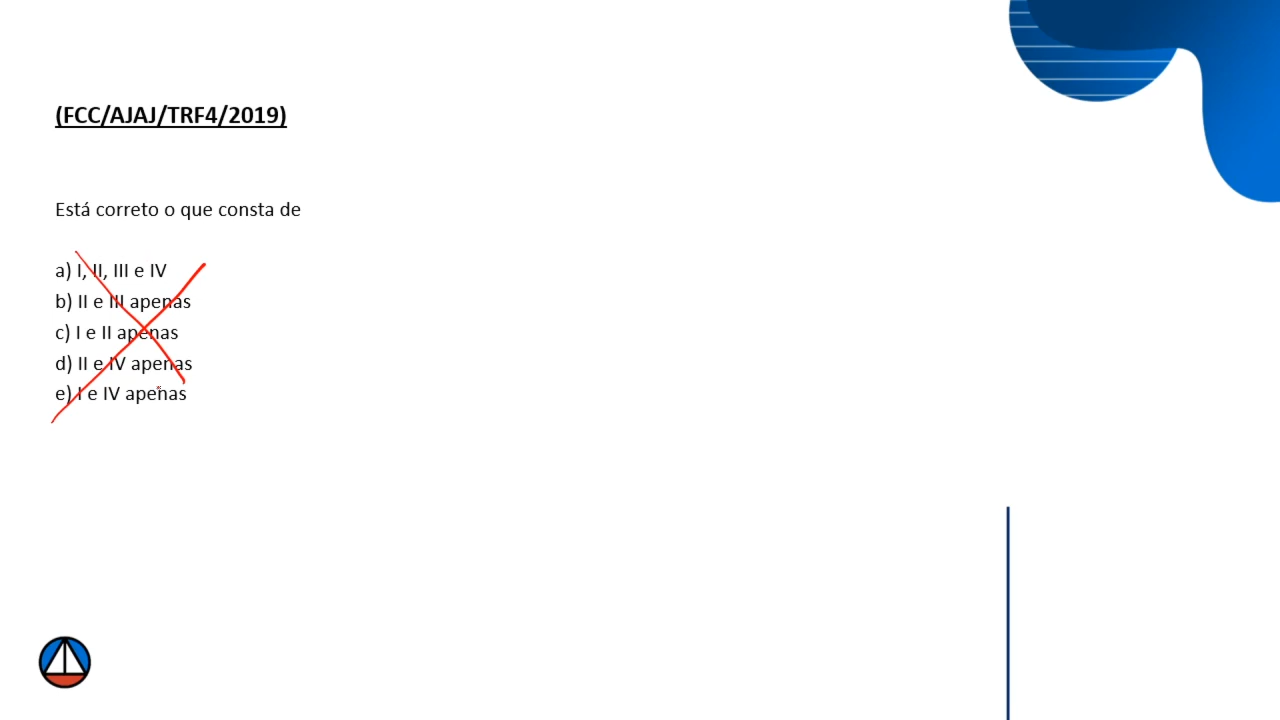 (FCC/AJAJ/TRF4/2019)
Está correto o que consta de
a) I, II, III e IV
b) II e III apenas
c) I e II apenas
d) II e IV apenas
e) I e IV apenas